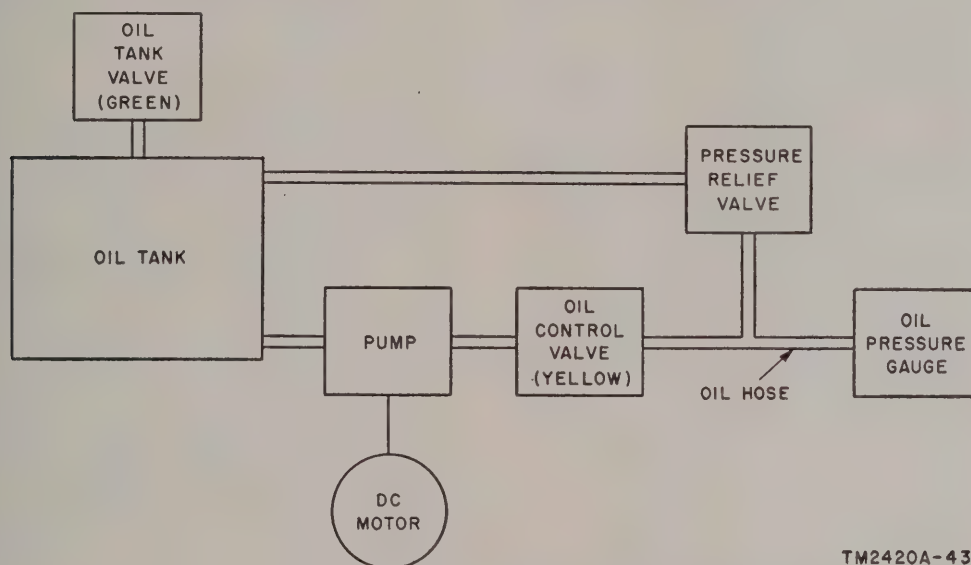 OIL
TANK
VALVE
(GREEN)
PRESSURE
RELIEF
VALVE
OIL TANK
PUMP
OIL
CONTROL
VALVE
(YELLOW)
OIL
PRESSURE
GAUGE
OIL HOSE
DC
MOTOR
TM2420A-43